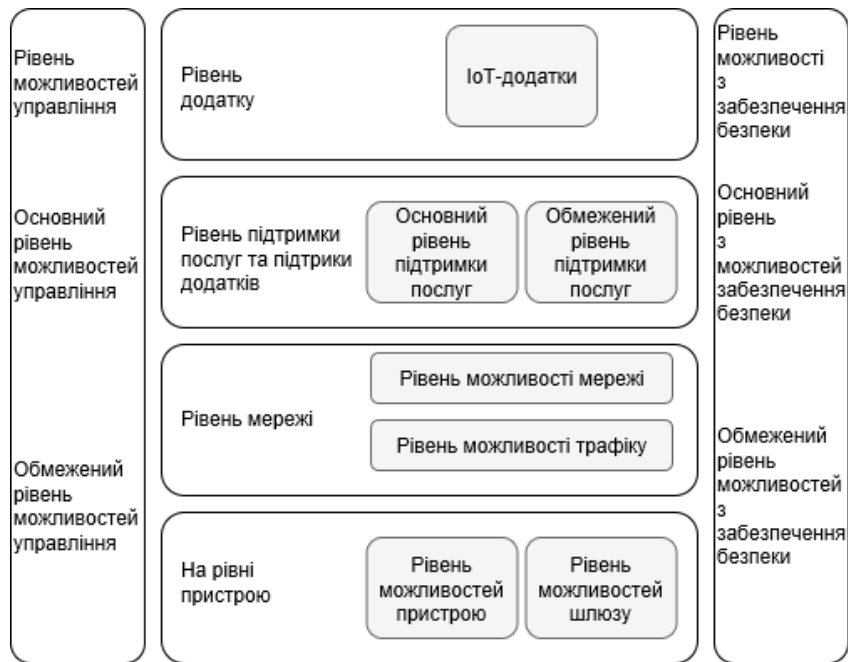 Рівень
можливостей
управління
Основний
рівень
можливостей
управління
Обмежений
рівень
можливостей
управління
Рівень
додатку
IoT-додатки
Рівень підтримки
послуг та підтрики
додатків
Основний
рівень
підтримки
послуг
Обмежений
рівень
підтримки
послуг
Рівень мережі
Рівень можливості мережі
Рівень можливості трафіку
На рівні
пристрою
Рівень
можливостей
пристрою
Рівень
можливостей
шлюзу
Рівень
можливості
з
забезпечення
безпеки
Основний
рівень
з
можливостей
забезпечення
безпеки
Обмежений
рівень
можливостей
з
забезпечення
безпеки